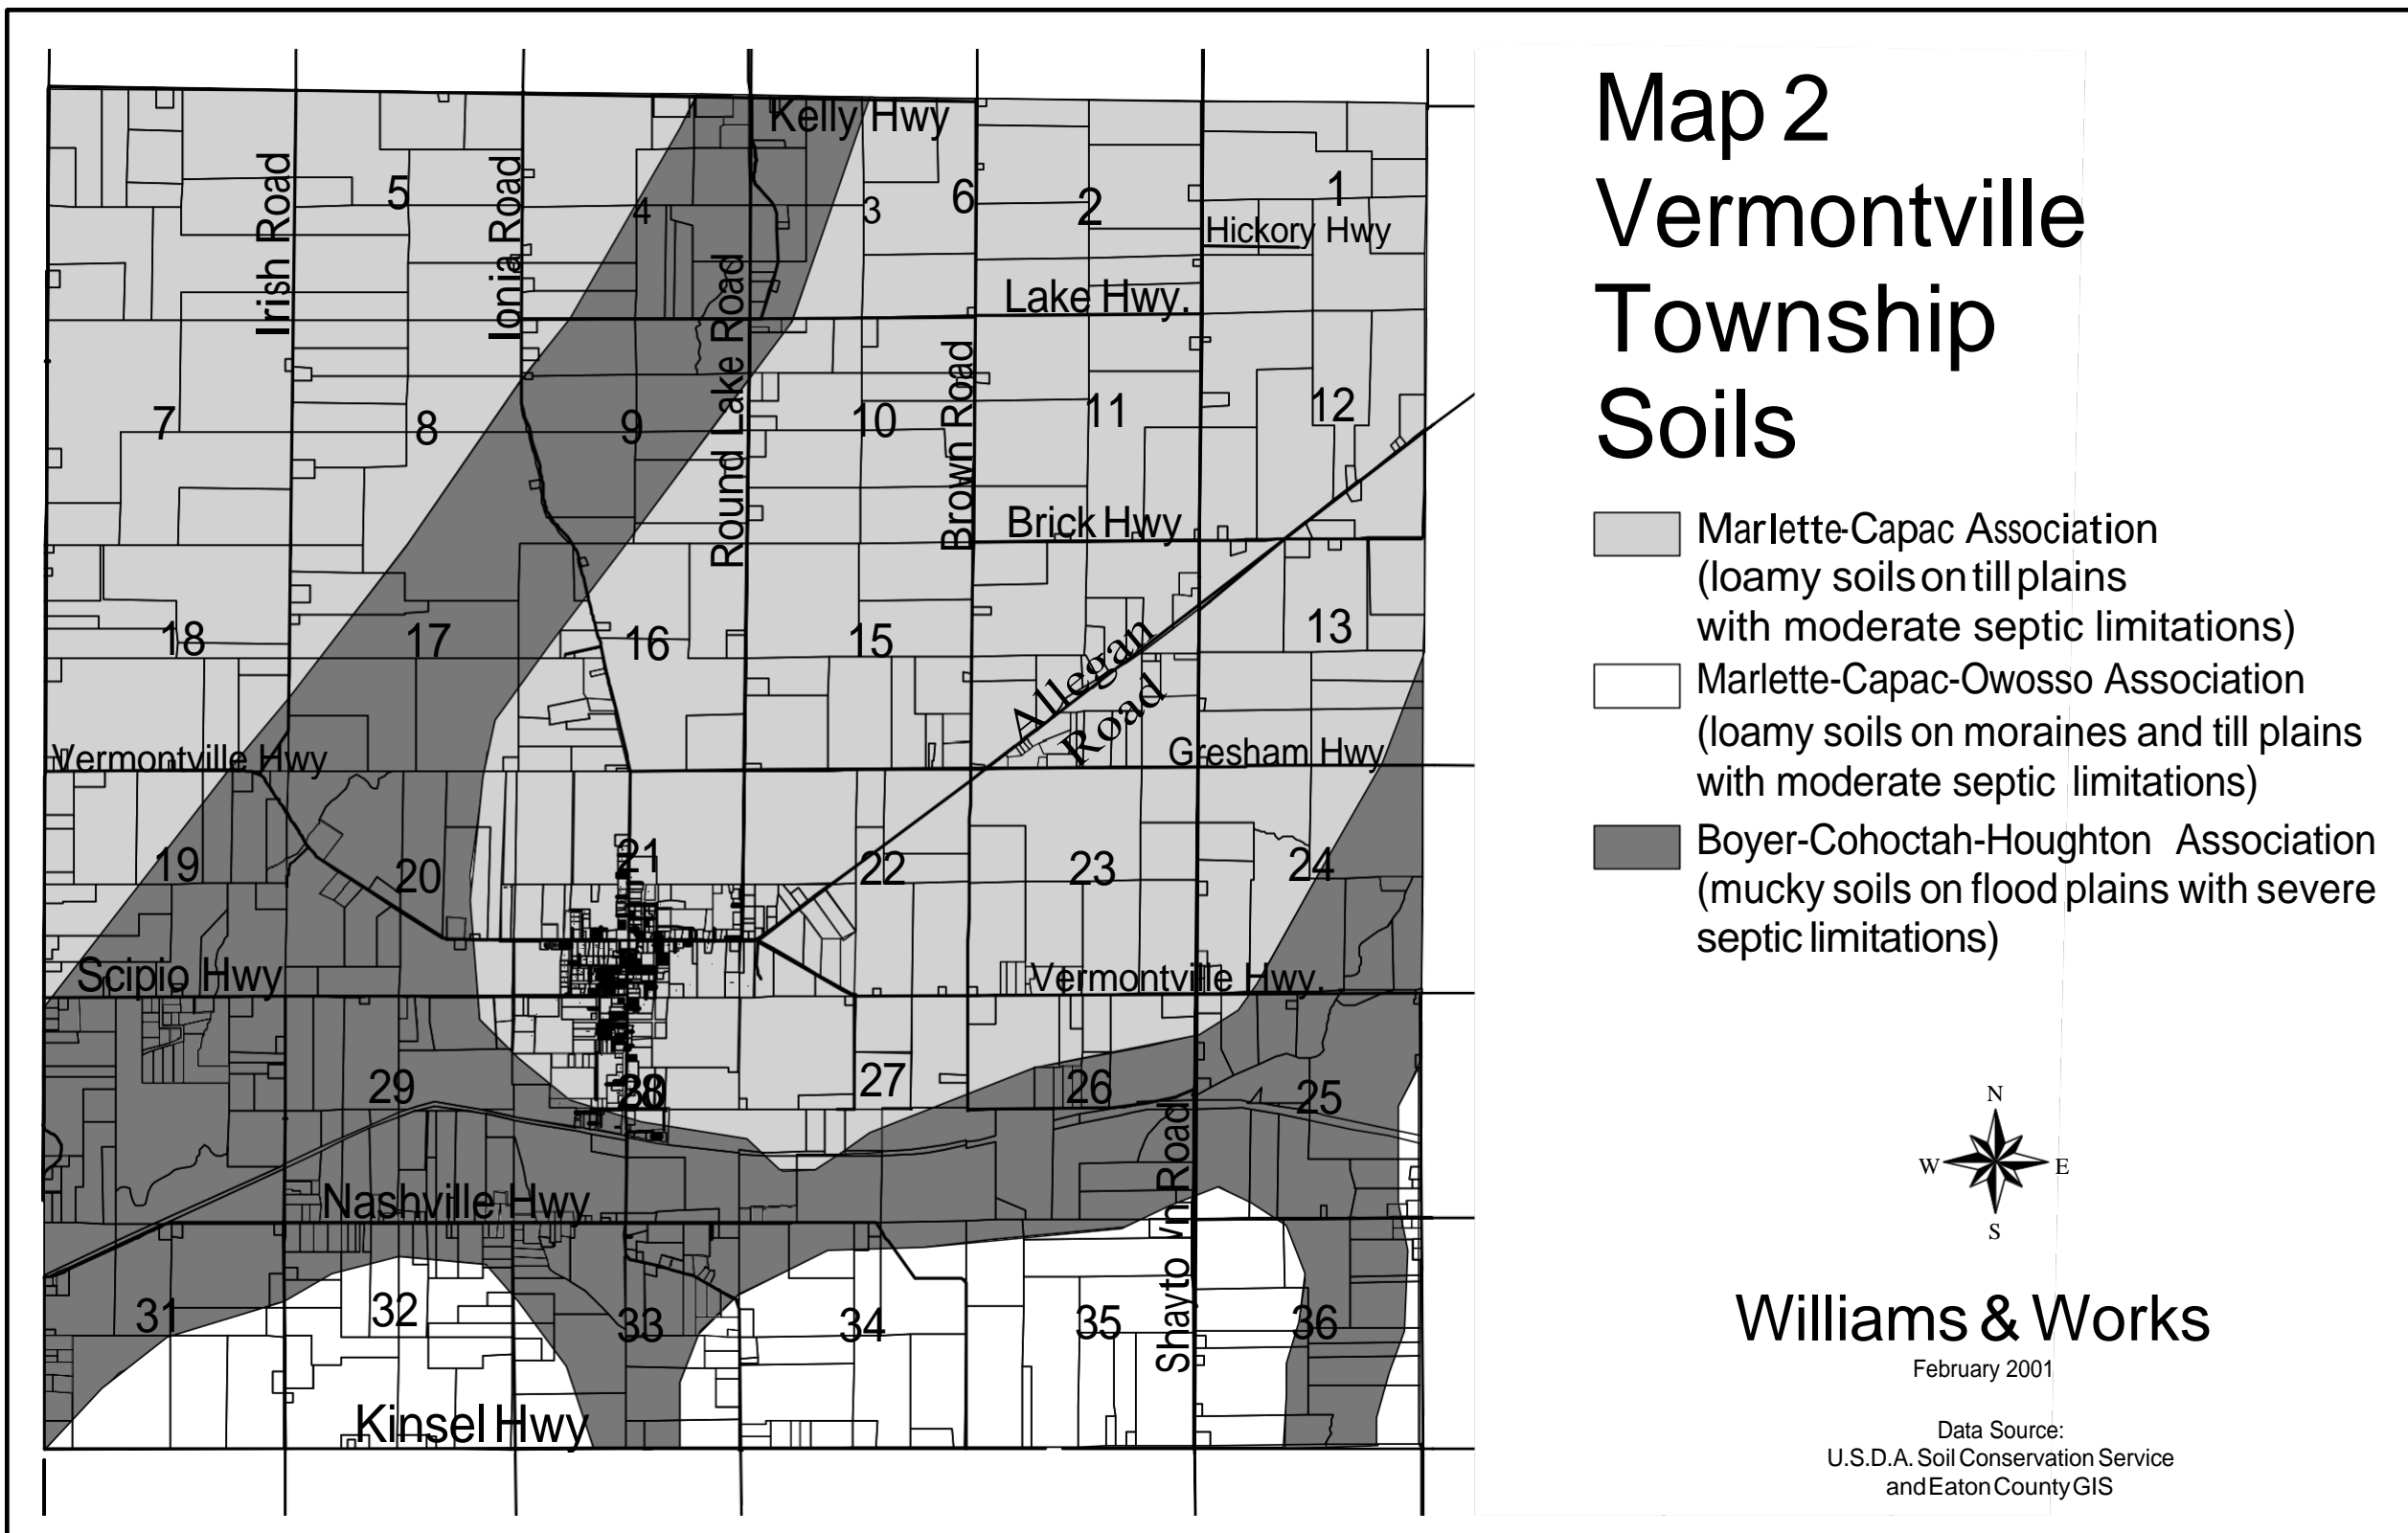 Map 2
Vermontville
Township
Soils
Marlette-Capac Association
(loamy soils on till plains
with moderate septic limitations)
Marlette-Capac-Owosso Association
(loamy soils on moraines and till plains
with moderate septic limitations)
Boyer-Cohoctah-Houghton Association
(mucky soils on flood plains with severe
septic limitations)
N
W
E
S
Williams & Works
February 2001
Data Source:
U.S.D.A. Soil Conservation Service
and Eaton County GIS
Kelly Hwy
Irish Road
Ionia Road
Round Lake Road
Brown Road
5
4
3
6
2
1
Hickory Hwy
Lake Hwy.
7
8
9
10
11
12
Brick Hwy
18
17
16
15
13
Allegan
Road
Vermontville Hwy
Gresham Hwy
19
20
21
22
23
24
Scipio Hwy
Vermontville Hwy.
29
27
26
25
Shayto wn Road
Nashville Hwy
31
32
33
34
35
36
Kinsel Hwy